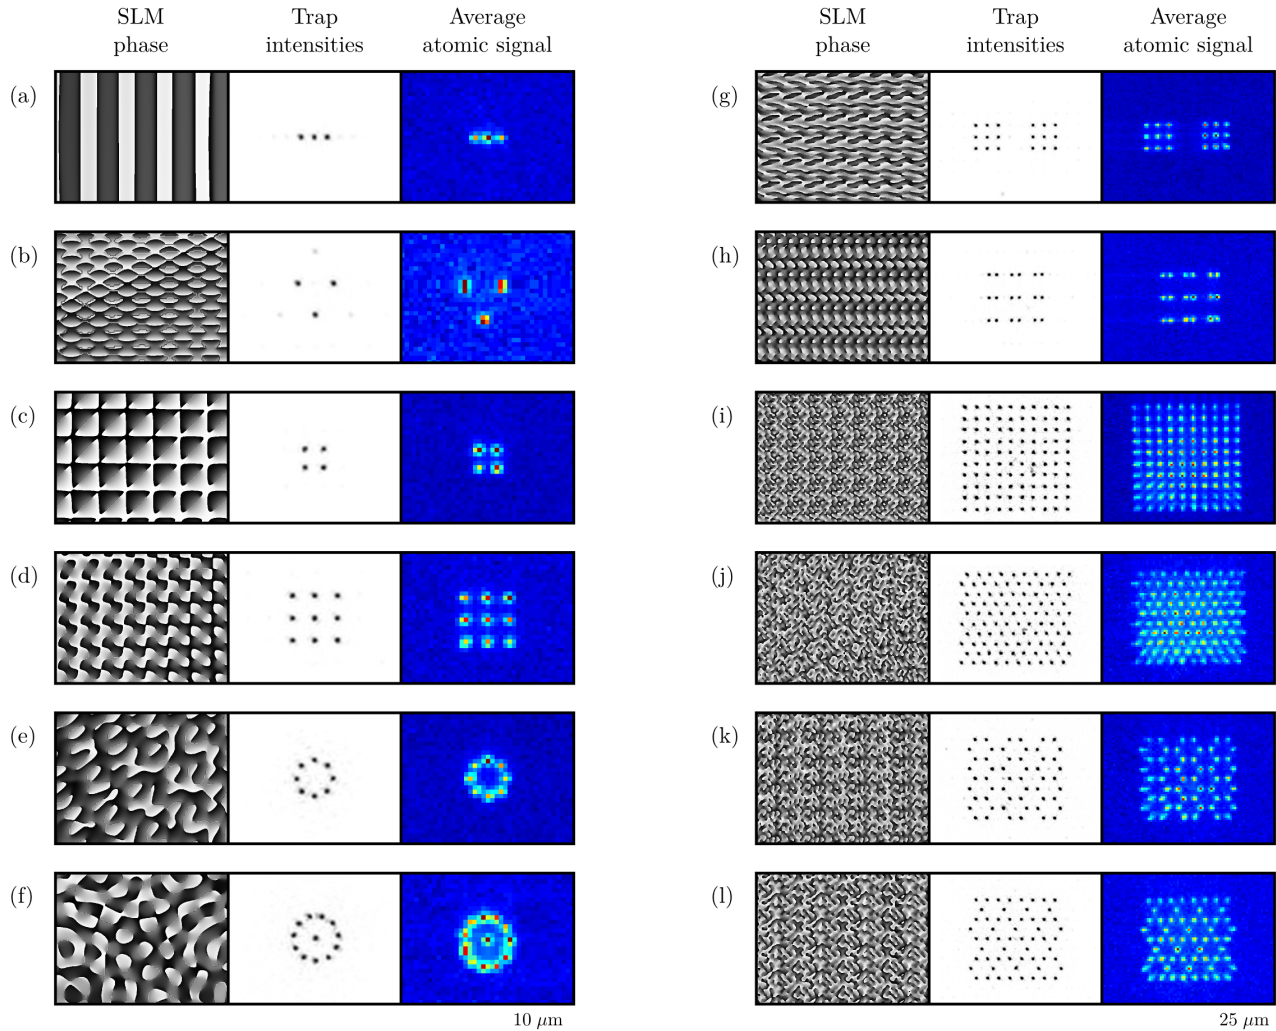 SLM phase
Trap intensities
Average atomic signal
SLM phase
Trap intensities
Average atomic signal
(a)
(b)
(c)
(d)
(e)
(f)
10 μm
(g)
(h)
(i)
(j)
(k)
(l)
25 μm